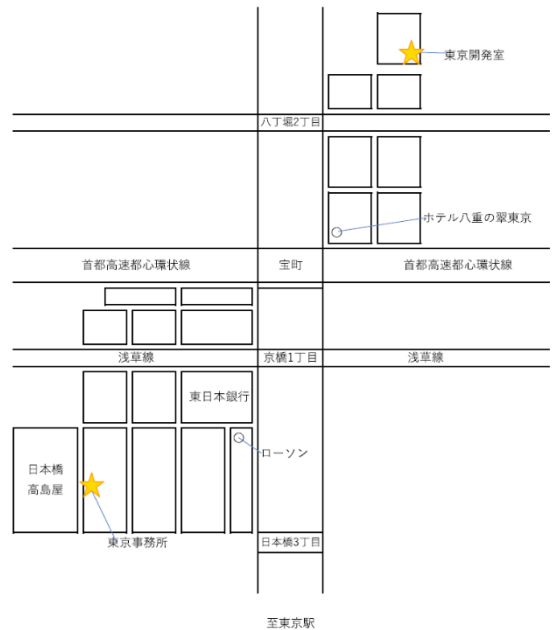 東京開発室
八丁堀2丁目
ホテル八重の翠東京
首都高速都心環状線
宝町
首都高速都心環状線
浅草線
京橋1丁目
浅草線
東日本銀行
ローソン
日本橋
高島屋
東京事務所
日本橋3丁目
至東京駅